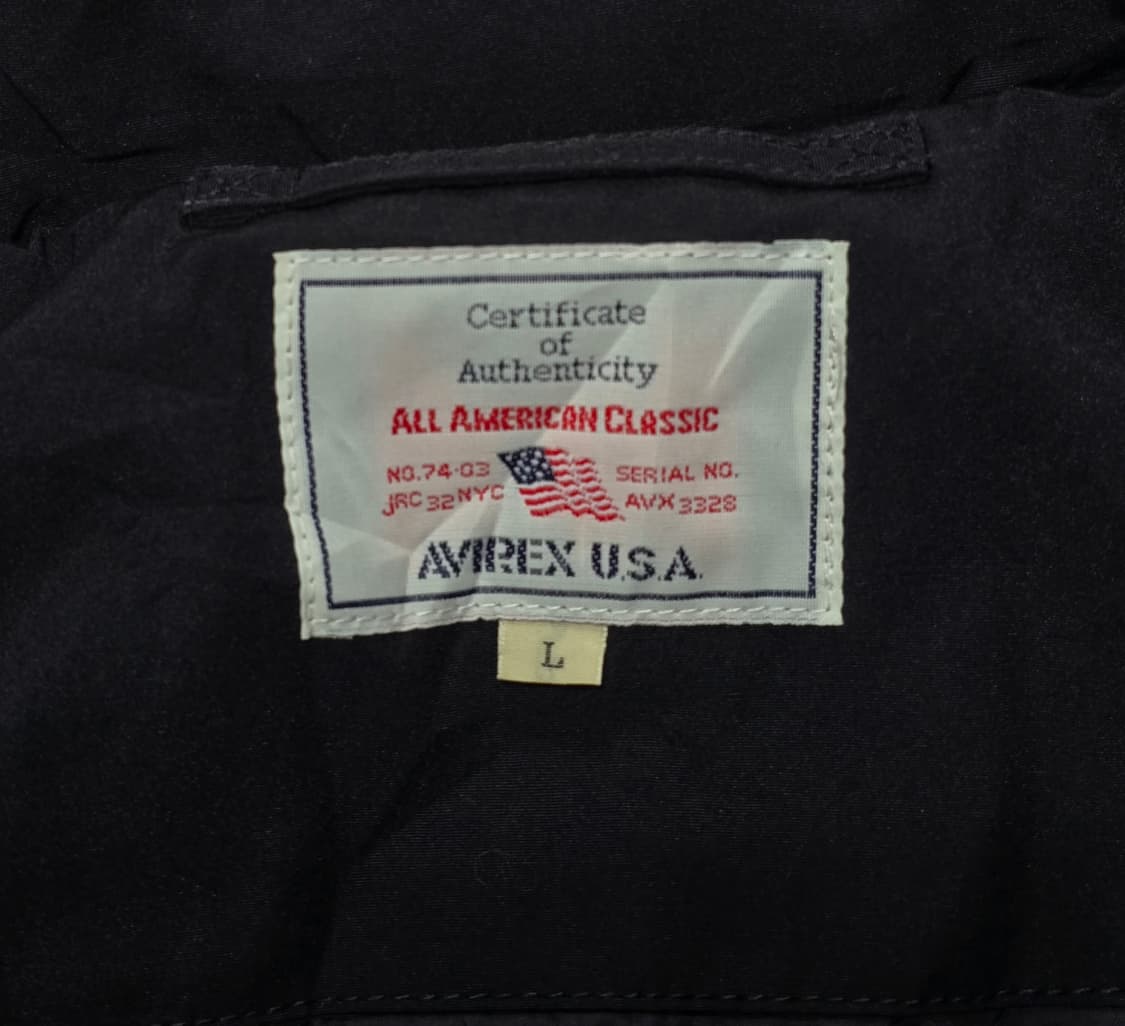 Certificate
of
Authenticity
ALL AMERICAN CLASSIC
NO.74-03 SERIAL NO.
JRC 32 NYC AVX 3328
AVIREX U.S.A.
L